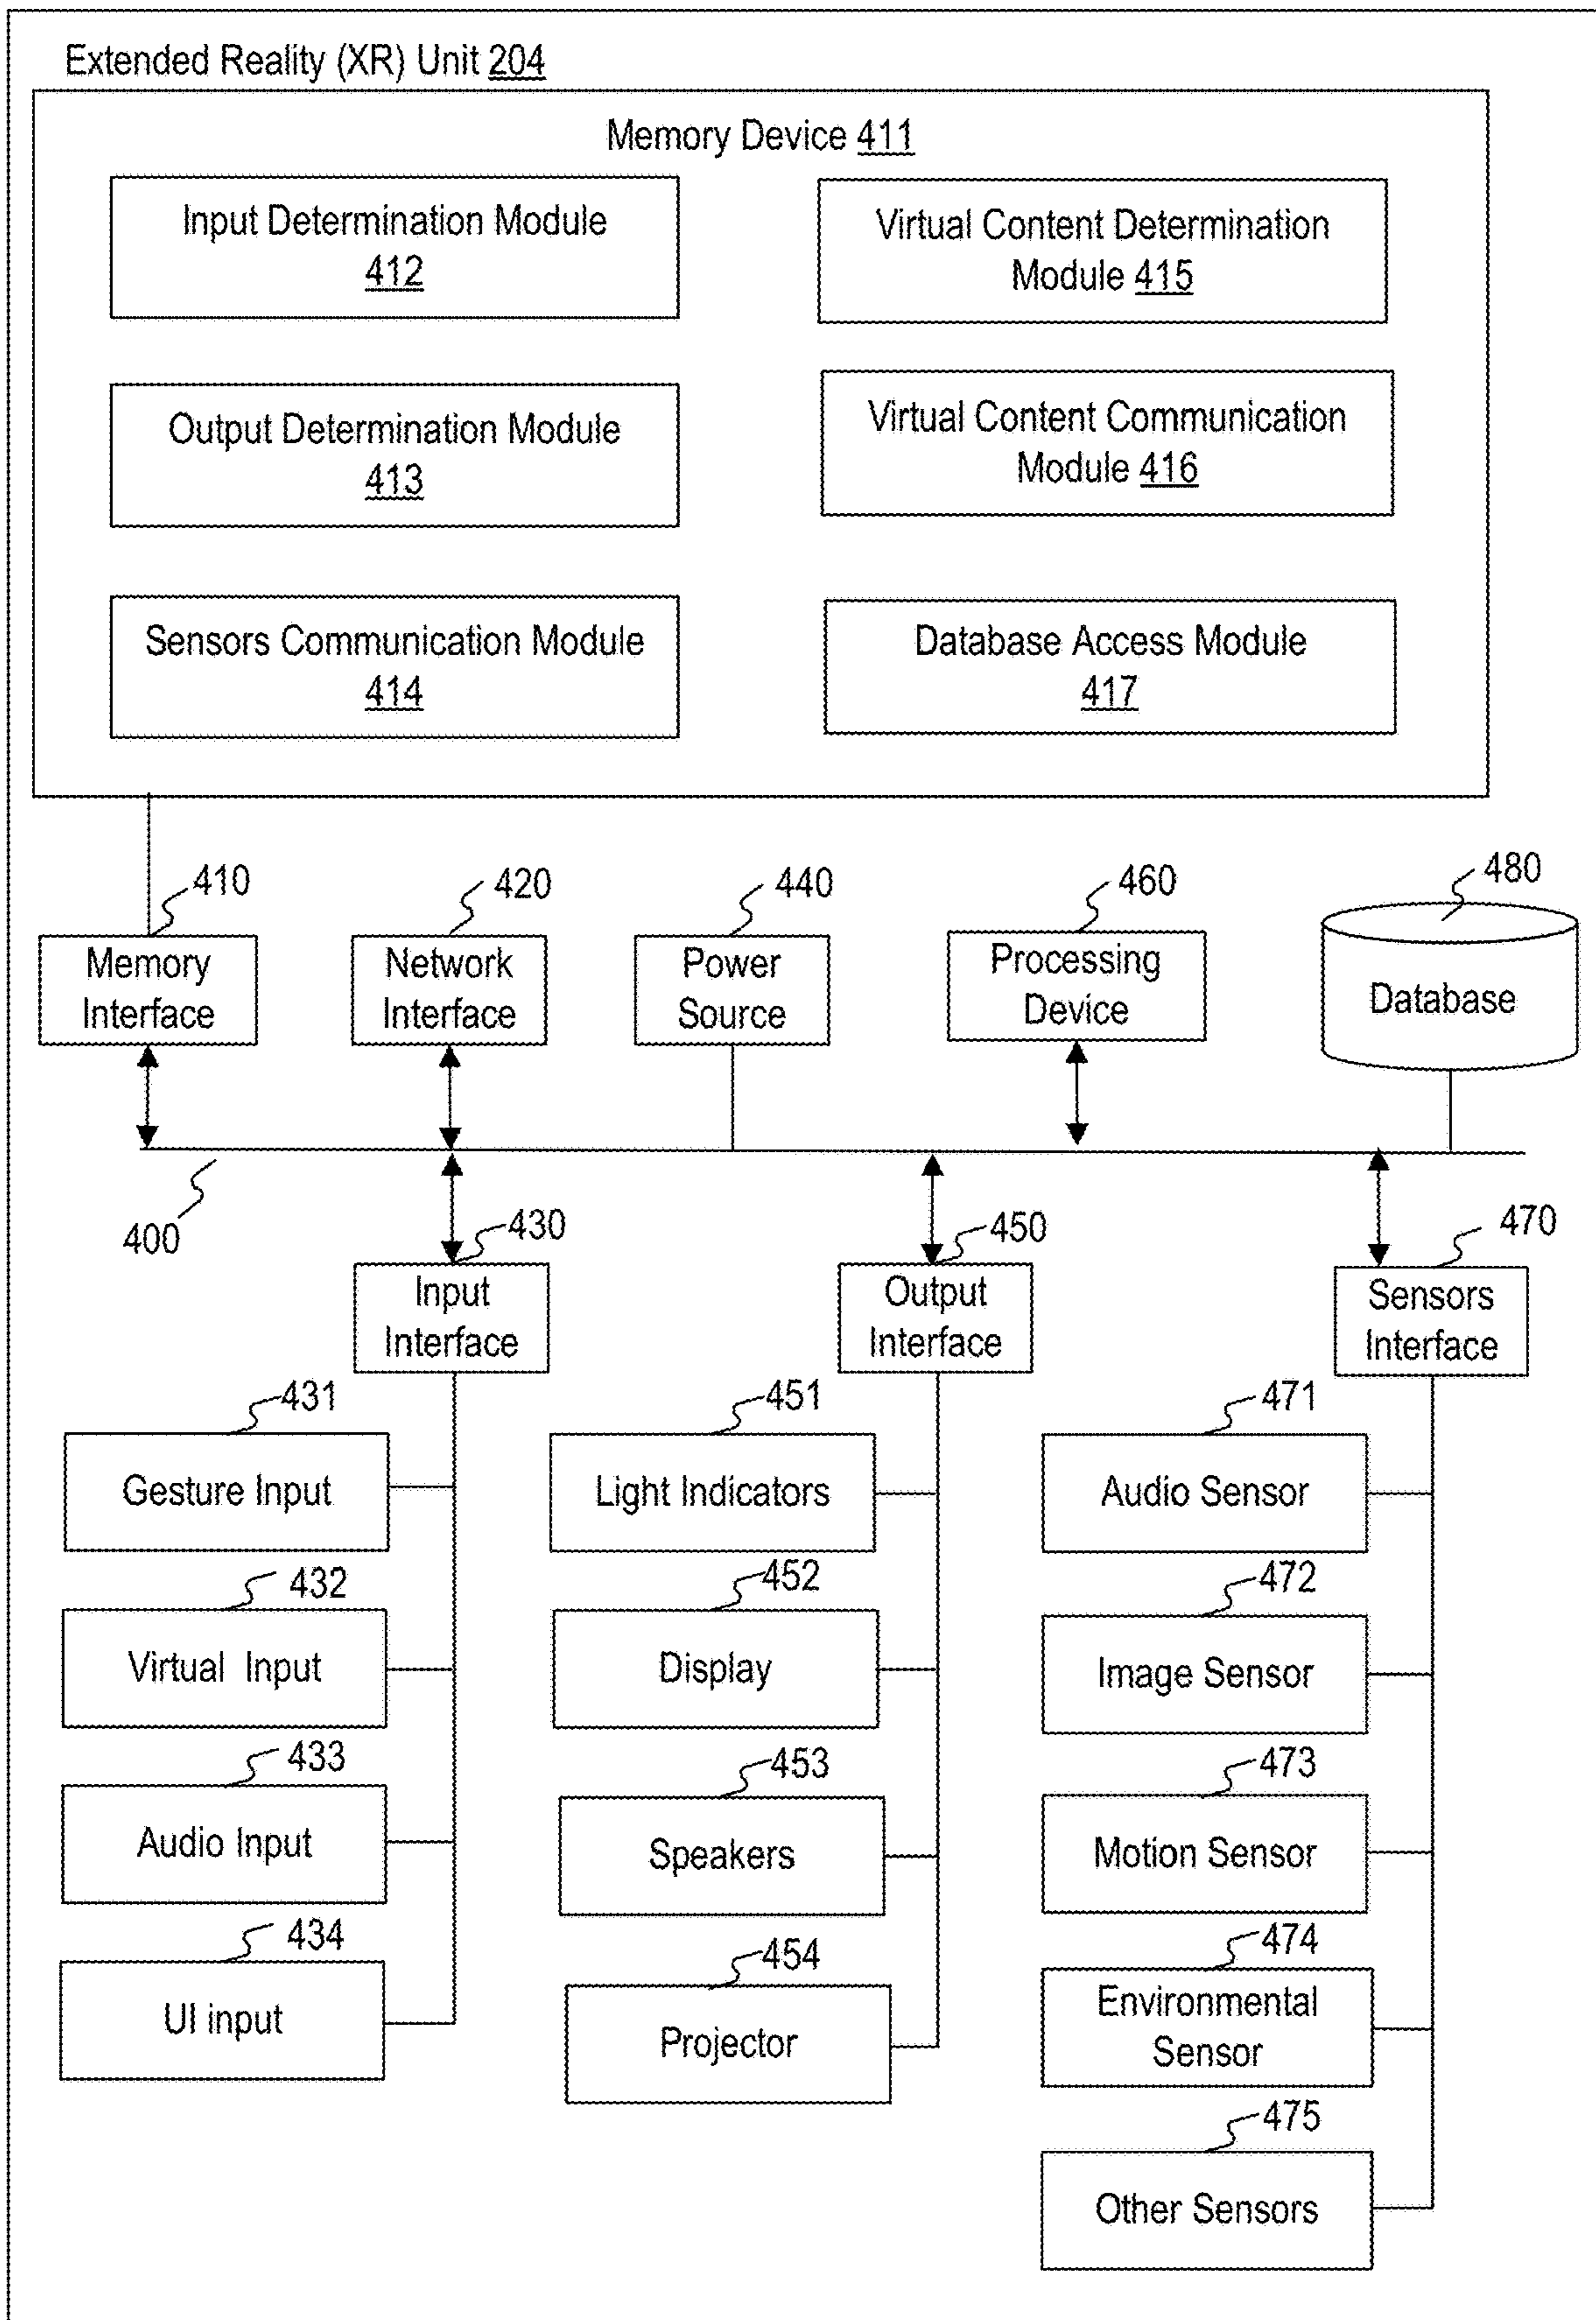 Extended Reality (XR) Unit 204
Memory Device 411
Input Determination Module
412
Virtual Content Determination
Module 415
Output Determination Module
413
Virtual Content Communication
Module 416
Sensors Communication Module
414
Database Access Module
417
410
420
440
460
480
Memory
Interface
Network
Interface
Power
Source
Processing
Device
Database
400
430
450
470
Input
Interface
Output
Interface
Sensors
Interface
431
Gesture Input
432
Virtual Input
433
Audio Input
434
UI input
451
Light Indicators
452
Display
453
Speakers
454
Projector
471
Audio Sensor
472
Image Sensor
473
Motion Sensor
474
Environmental
Sensor
475
Other Sensors